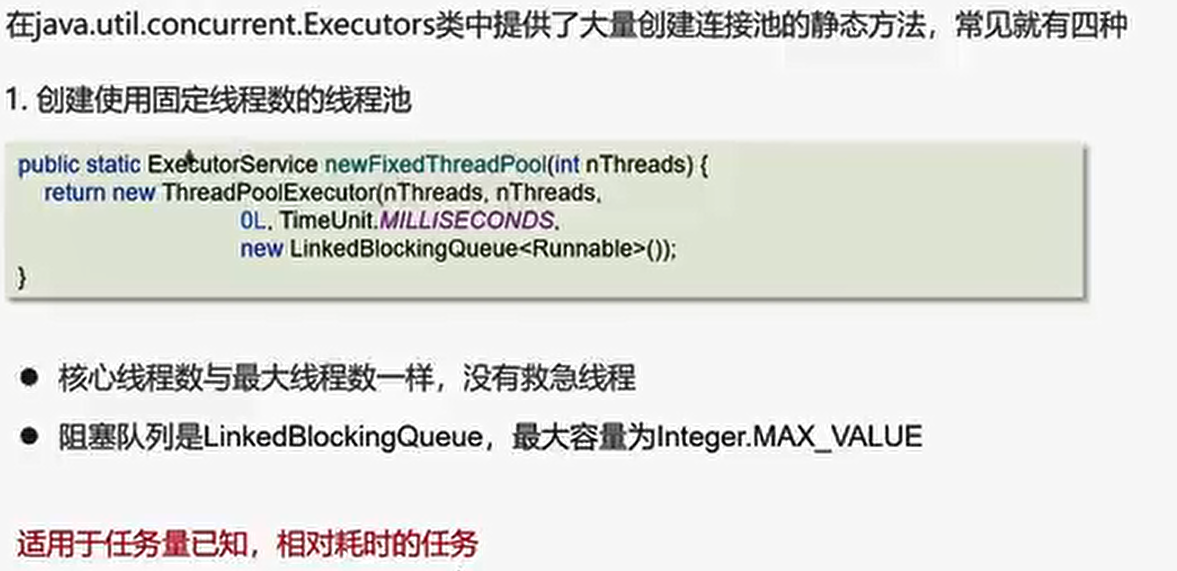 在java.util.concurrent.Executors类中提供了大量创建连接池的静态方法，常见就有四种
1. 创建使用固定线程数的线程池
public static ExecutorService newFixedThreadPool(int nThreads) {
return new ThreadPoolExecutor(nThreads, nThreads,
0L, TimeUnit.MILLISECONDS,
new LinkedBlockingQueue<Runnable>());
}
● 核心线程数与最大线程数一样，没有救急线程
● 阻塞队列是LinkedBlockingQueue，最大容量为Integer.MAX_VALUE
适用于任务量已知，相对耗时的任务